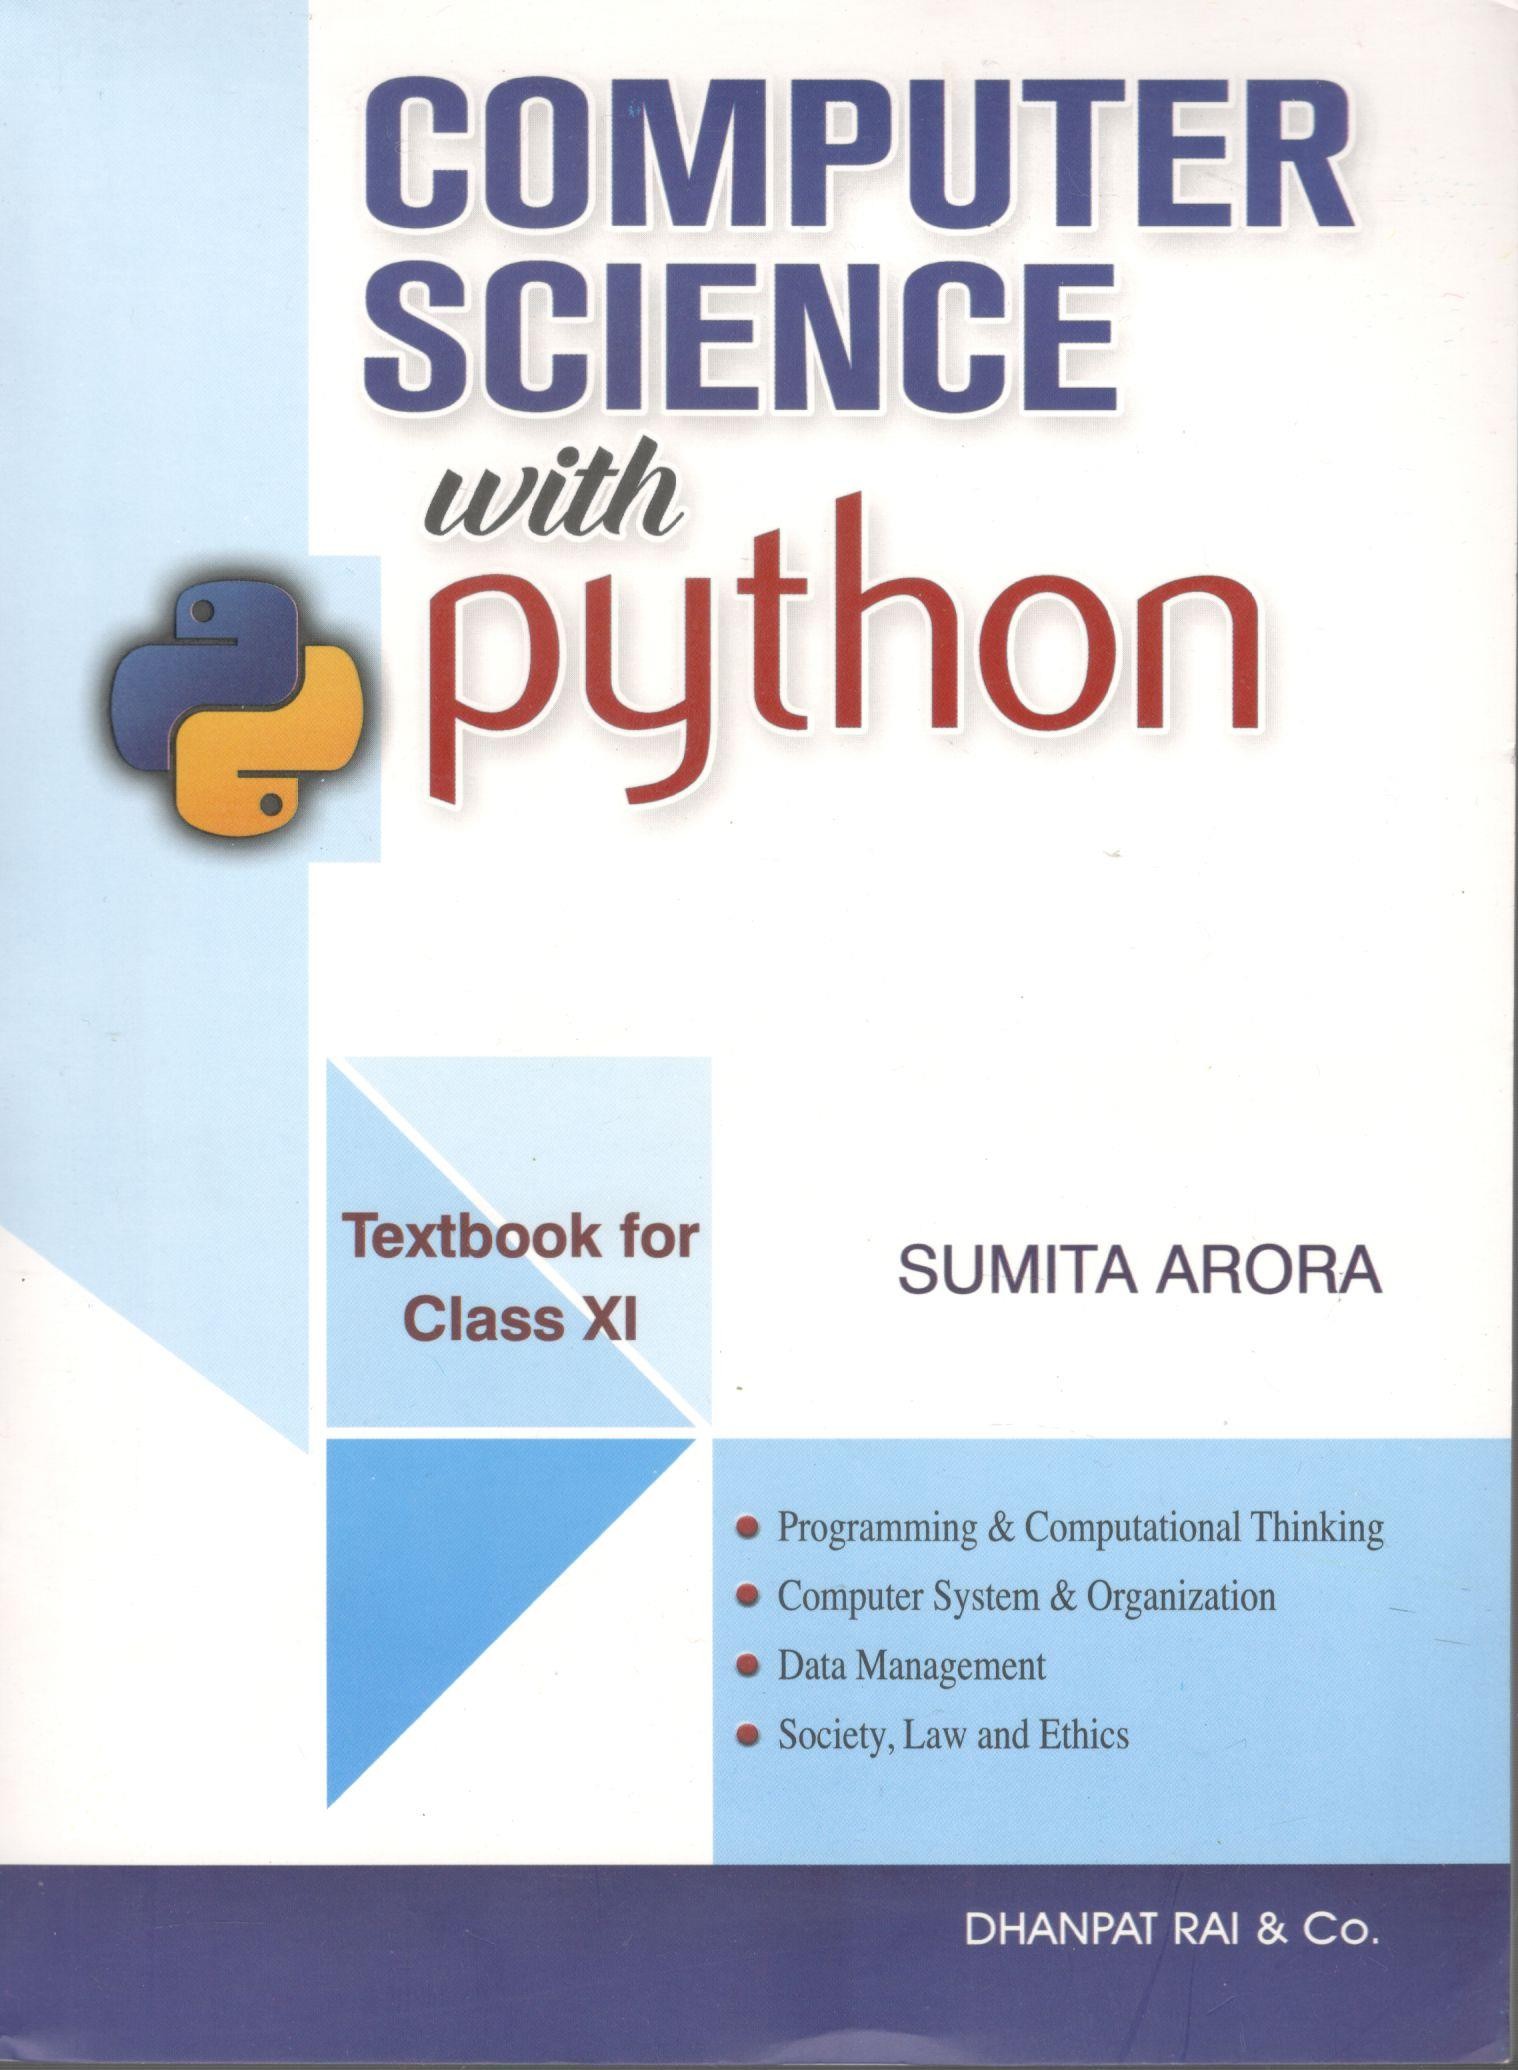 COMPUTER
SCIENCE
with
python
Textbook for
Class XI
SUMITA ARORA
Programming & Computational Thinking
Computer System & Organization
Data Management
Society, Law and Ethics
DHANPAT RAI & Co.